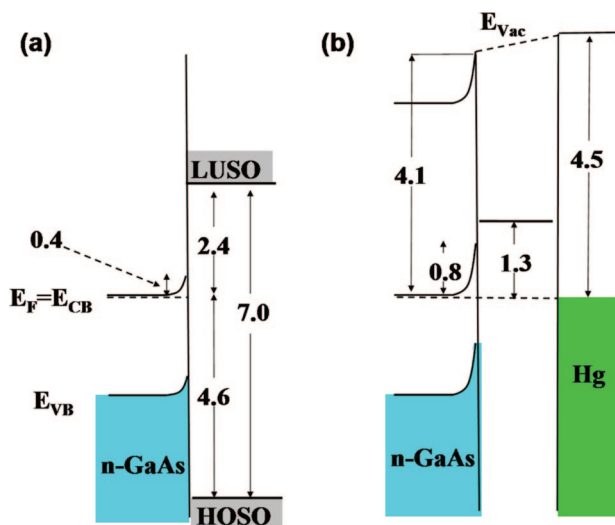 (a)
LUSO
0.4
2.4
E_F=E_CB
7.0
4.6
E_VB
n-GaAs
HOSO
(b)
E_Vac
4.1
4.5
0.8
1.3
Hg
n-GaAs